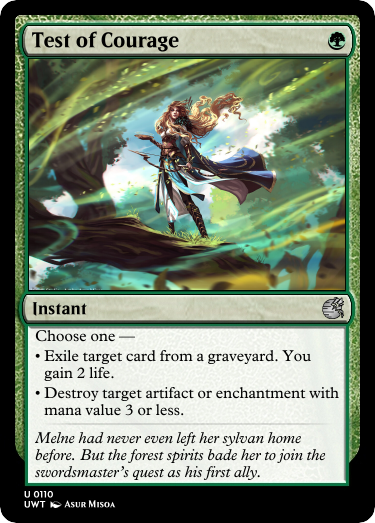 Test of Courage
Instant
Choose one —
• Exile target card from a graveyard. You
gain 2 life.
• Destroy target artifact or enchantment with
mana value 3 or less.
Melne had never even left her sylvan home
before. But the forest spirits bade her to join the
swordsmaster's quest as his first ally.
U 0110
UWT Asur Misoa